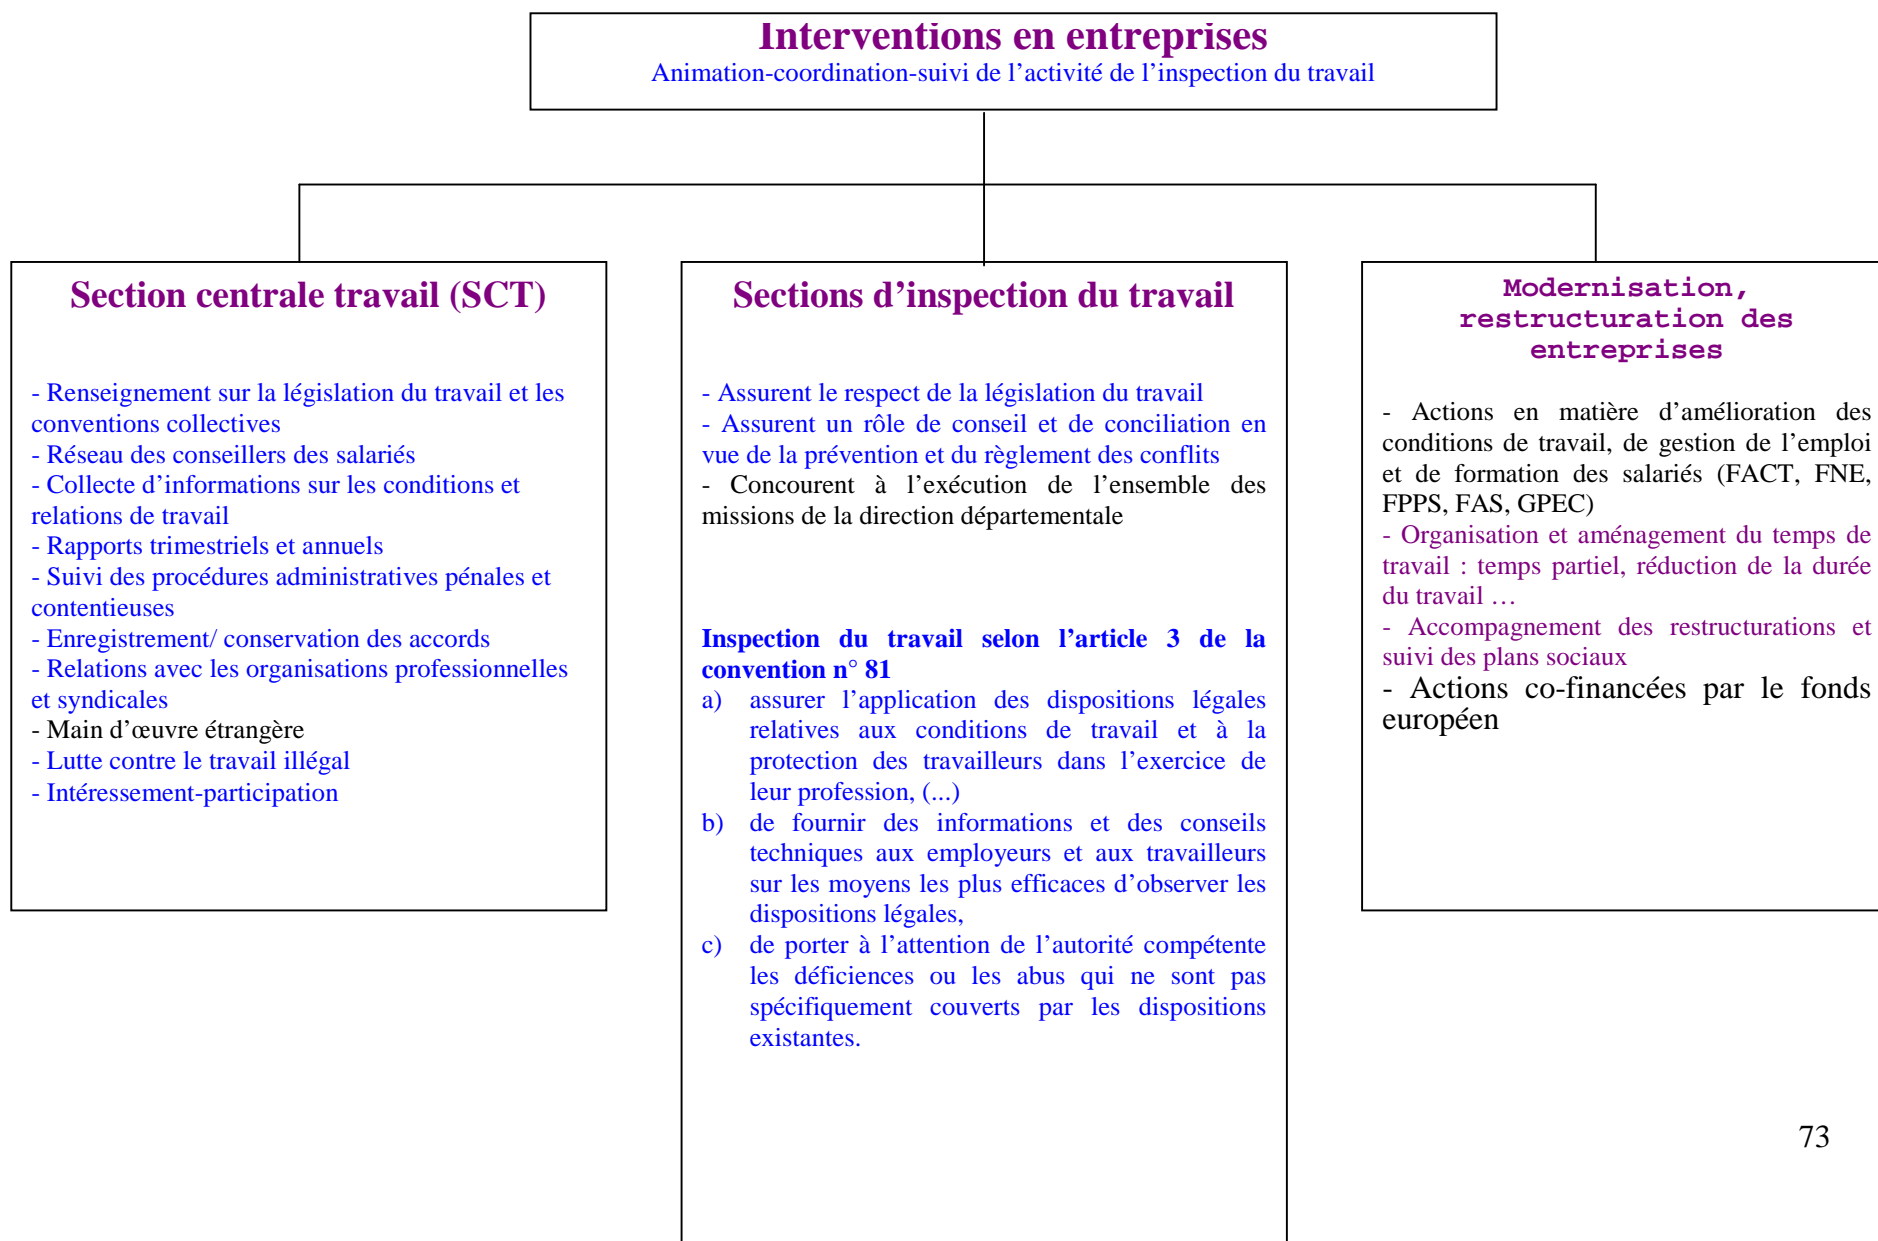 Interventions en entreprises
Animation-coordination-suivi de l’activité de l’inspection du travail
Section centrale travail (SCT)
- Renseignement sur la législation du travail et les
conventions collectives
- Réseau des conseillers des salariés
- Collecte d’informations sur les conditions et
relations de travail
- Rapports trimestriels et annuels
- Suivi des procédures administratives pénales et
contentieuses
- Enregistrement/ conservation des accords
- Relations avec les organisations professionnelles
et syndicales
- Main d’œuvre étrangère
- Lutte contre le travail illégal
- Intéressement-participation
Sections d’inspection du travail
- Assurent le respect de la législation du travail
- Assurent un rôle de conseil et de conciliation en
vue de la prévention et du règlement des conflits
- Concourent à l’exécution de l’ensemble des
missions de la direction départementale
Inspection du travail selon l’article 3 de la
convention n° 81
a) assurer l’application des dispositions légales
relatives aux conditions de travail et à la
protection des travailleurs dans l’exercice de
leur profession, (...)
b) de fournir des informations et des conseils
techniques aux employeurs et aux travailleurs
sur les moyens les plus efficaces d’observer les
dispositions légales,
c) de porter à l’attention de l’autorité compétente
les déficiences ou les abus qui ne sont pas
spécifiquement couverts par les dispositions
existantes.
Modernisation,
restructuration des
entreprises
- Actions en matière d’amélioration des
conditions de travail, de gestion de l’emploi
et de formation des salariés (FACT, FNE,
FPPS, FAS, GPEC)
- Organisation et aménagement du temps de
travail : temps partiel, réduction de la durée
du travail …
- Accompagnement des restructurations et
suivi des plans sociaux
- Actions co-financées par le fonds
européen
73